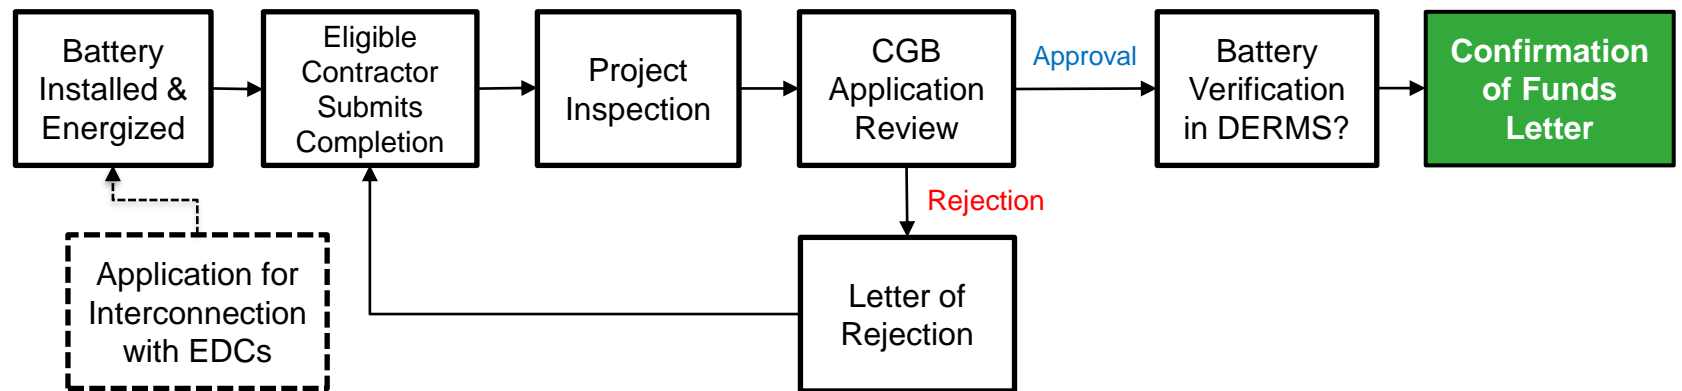 Battery
Installed &
Energized
Eligible
Contractor
Submits
Completion
Project
Inspection
CGB
Application
Review
Approval
Battery
Verification
in DERMS?
Confirmation
of Funds
Letter
Rejection
Application for
Interconnection
with EDCs
Letter of
Rejection